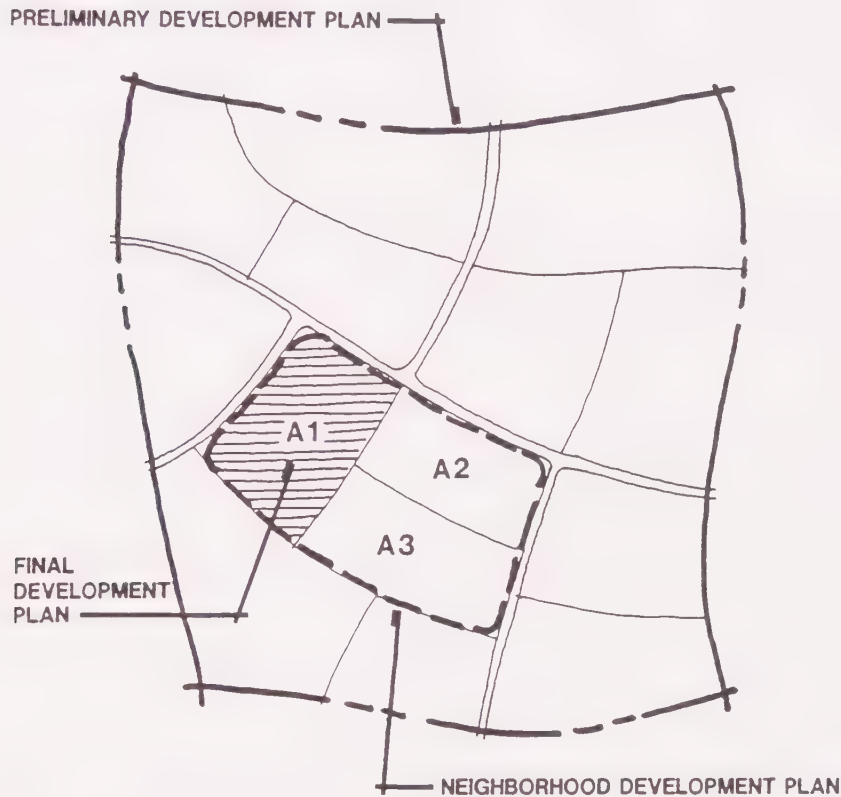 PRELIMINARY DEVELOPMENT PLAN
A1
A2
A3
FINAL
DEVELOPMENT
PLAN
NEIGHBORHOOD DEVELOPMENT PLAN